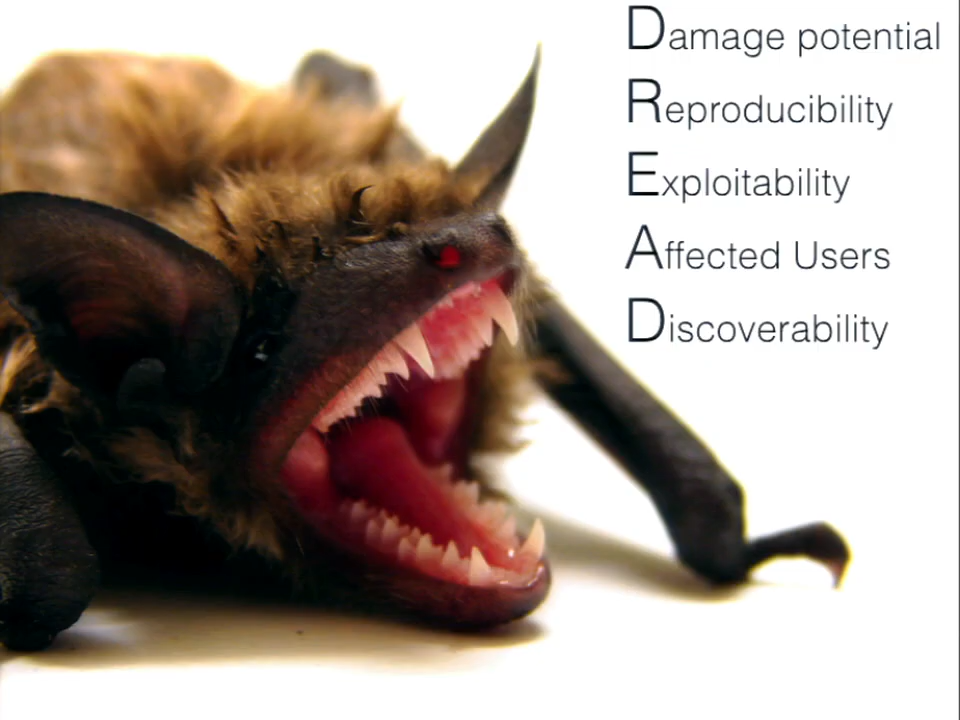 Damage potential
Reproducibility
Exploitability
Affected Users
Discoverability